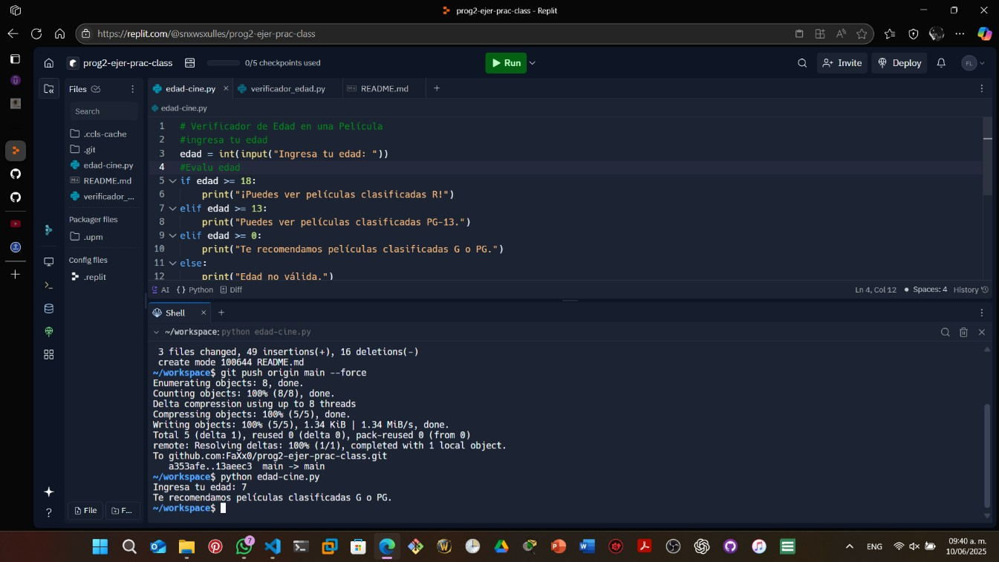 prog2-ejer-prac-class - Replit
https://replit.com/@snxwsxulles/prog2-ejer-prac-class
prog2-ejer-prac-class
0/5 checkpoints used
Run
Invite
Deploy
FL
Files
edad-cine.py
verificador_edad.py
README.md
Search
edad-cine.py
.ccls-cache
.git
edad-cine.py
README.md
verificador_...
Packager files
.upm
Config files
.replit
1 # Verificador de Edad en una Película
2 #ingresa tu edad
3 edad = int(input("Ingresa tu edad: "))
4 #Evalu edad
5 if edad >= 18:
6 print("¡Puedes ver películas clasificadas R!")
7 elif edad >= 13:
8 print("Puedes ver películas clasificadas PG-13.")
9 elif edad >= 0:
10 print("Te recomendamos películas clasificadas G o PG.")
11 else:
12 print("Edad no válida.")
AI {} Python Diff
Ln 4, Col 12 Spaces: 4 History
Shell
~/workspace: python edad-cine.py
3 files changed, 49 insertions(+), 16 deletions(-)
create mode 100644 README.md
~/workspace$ git push origin main --force
Enumerating objects: 8, done.
Counting objects: 100% (8/8), done.
Delta compression using up to 8 threads
Compressing objects: 100% (5/5), done.
Writing objects: 100% (5/5), 1.34 KiB | 1.34 MiB/s, done.
Total 5 (delta 1), reused 0 (delta 0), pack-reused 0 (from 0)
remote: Resolving deltas: 100% (1/1), completed with 1 local object.
To github.com:FaXx0/prog2-ejer-prac-class.git
a353afe..13aeec3 main -> main
~/workspace$ python edad-cine.py
Ingresa tu edad: 7
Te recomendamos películas clasificadas G o PG.
~/workspace$
File
F...
7
ENG
09:40 a. m.
10/06/2025